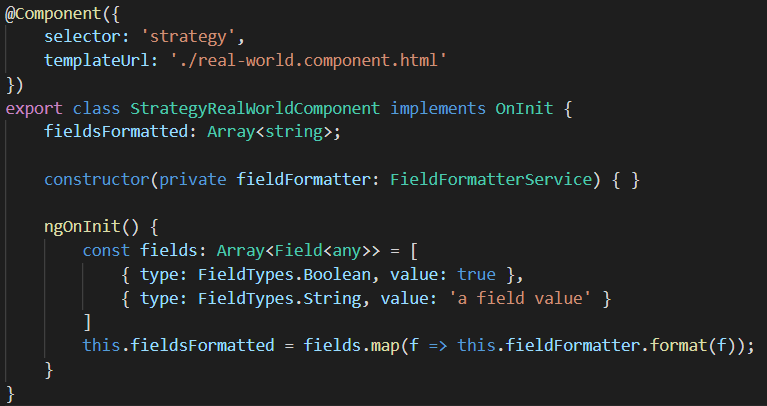 @Component({
    selector: 'strategy',
    templateUrl: './real-world.component.html'
})
export class StrategyRealWorldComponent implements OnInit {
    fieldsFormatted: Array<string>;

    constructor(private fieldFormatter: FieldFormatterService) { }

    ngOnInit() {
        const fields: Array<Field<any>> = [
            { type: FieldTypes.Boolean, value: true },
            { type: FieldTypes.String, value: 'a field value' }
        ]
        this.fieldsFormatted = fields.map(f => this.fieldFormatter.format(f));
    }
}